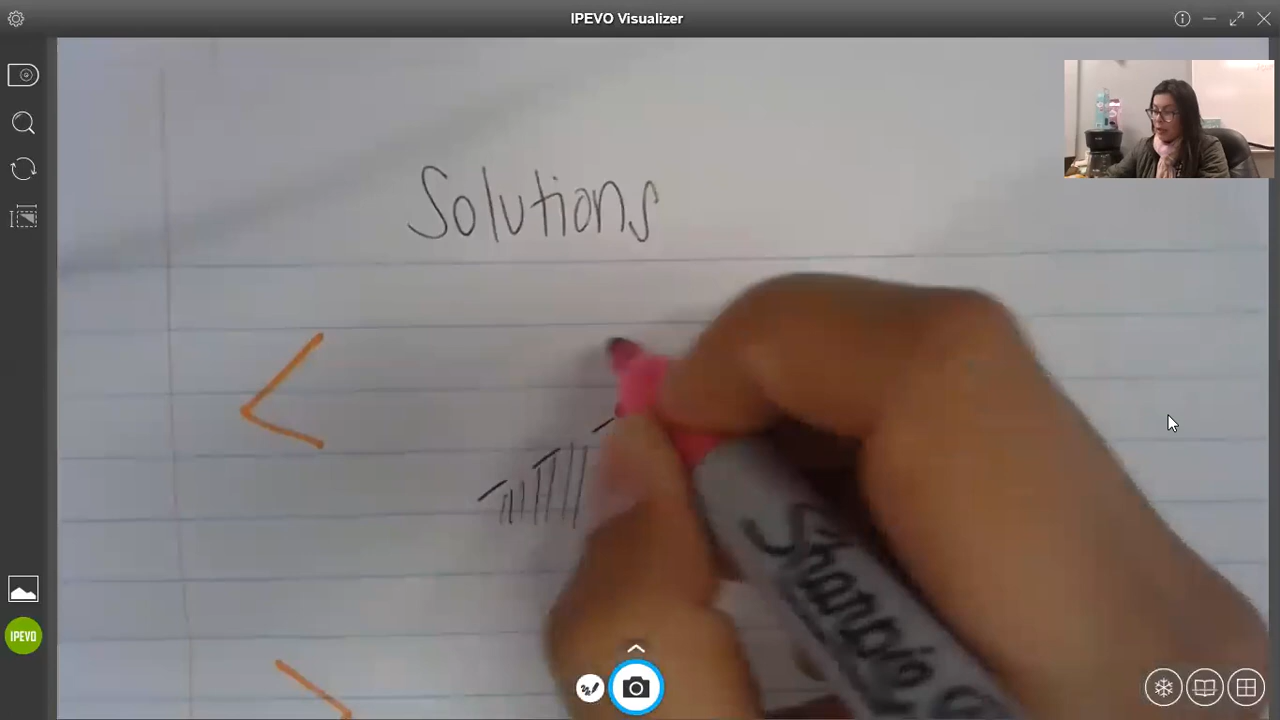 IPEVO Visualizer
Solutions
<
Sharpie
IPEVO
>